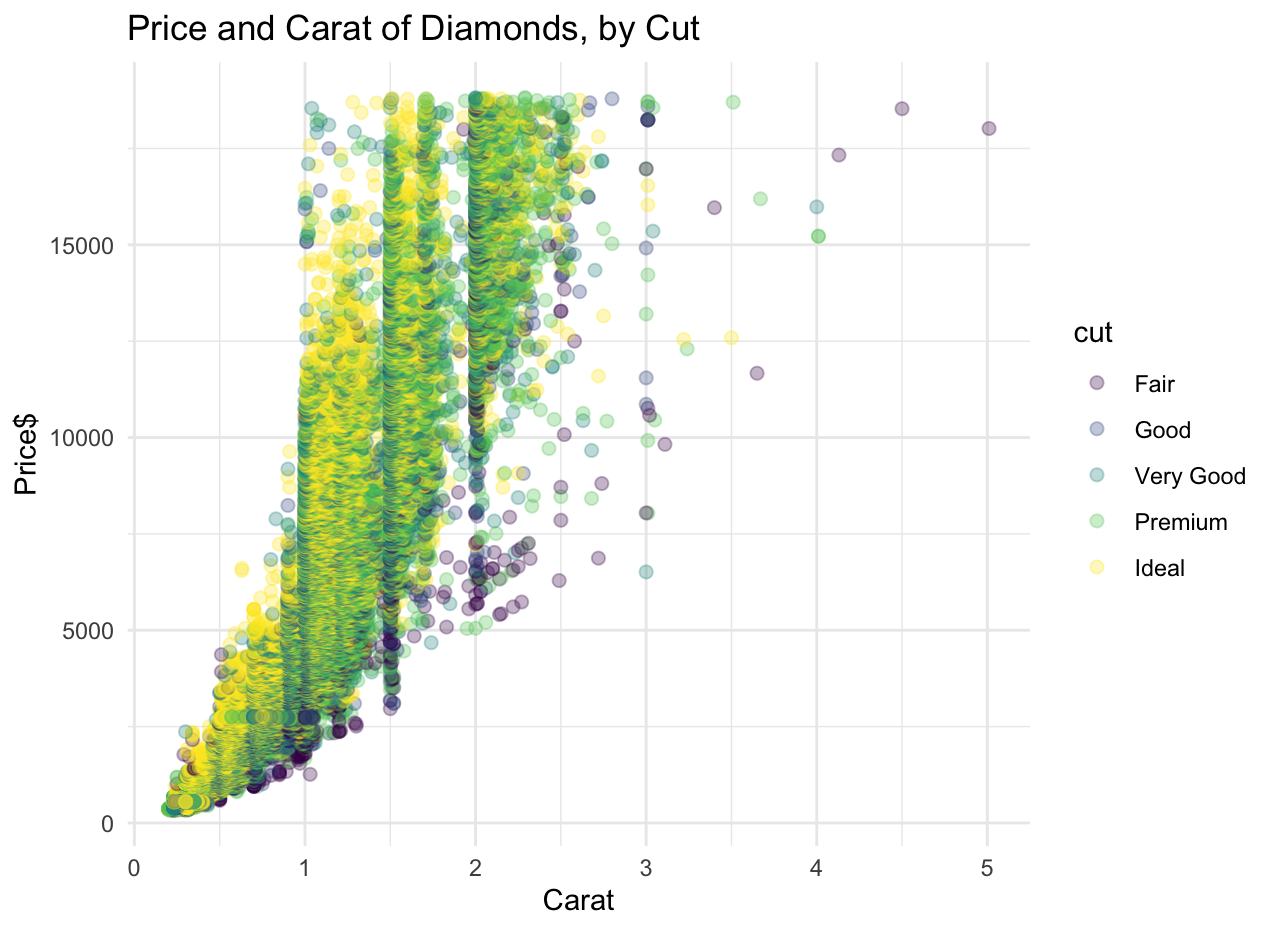 Price and Carat of Diamonds, by Cut
Price$
15000
10000
5000
0
0 1 2 3 4 5
Carat
cut
Fair
Good
Very Good
Premium
Ideal